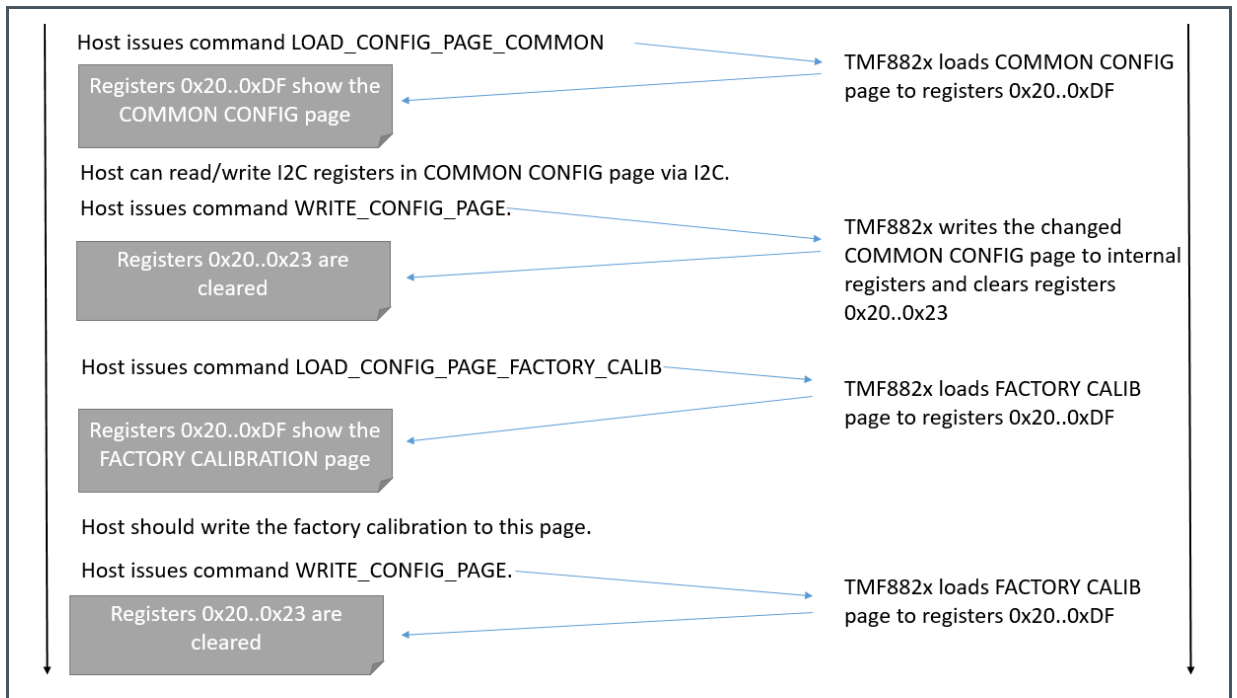 Host issues command LOAD_CONFIG_PAGE_COMMON
TMF882x loads COMMON CONFIG
page to registers 0x20..0xDF
Registers 0x20..0xDF show the
COMMON CONFIG page
Host can read/write I2C registers in COMMON CONFIG page via I2C.
Host issues command WRITE_CONFIG_PAGE.
TMF882x writes the changed
COMMON CONFIG page to internal
registers and clears registers
0x20..0x23
Registers 0x20..0x23 are
cleared
Host issues command LOAD_CONFIG_PAGE_FACTORY_CALIB
TMF882x loads FACTORY CALIB
page to registers 0x20..0xDF
Registers 0x20..0xDF show the
FACTORY CALIBRATION page
Host should write the factory calibration to this page.
Host issues command WRITE_CONFIG_PAGE.
TMF882x loads FACTORY CALIB
page to registers 0x20..0xDF
Registers 0x20..0x23 are
cleared